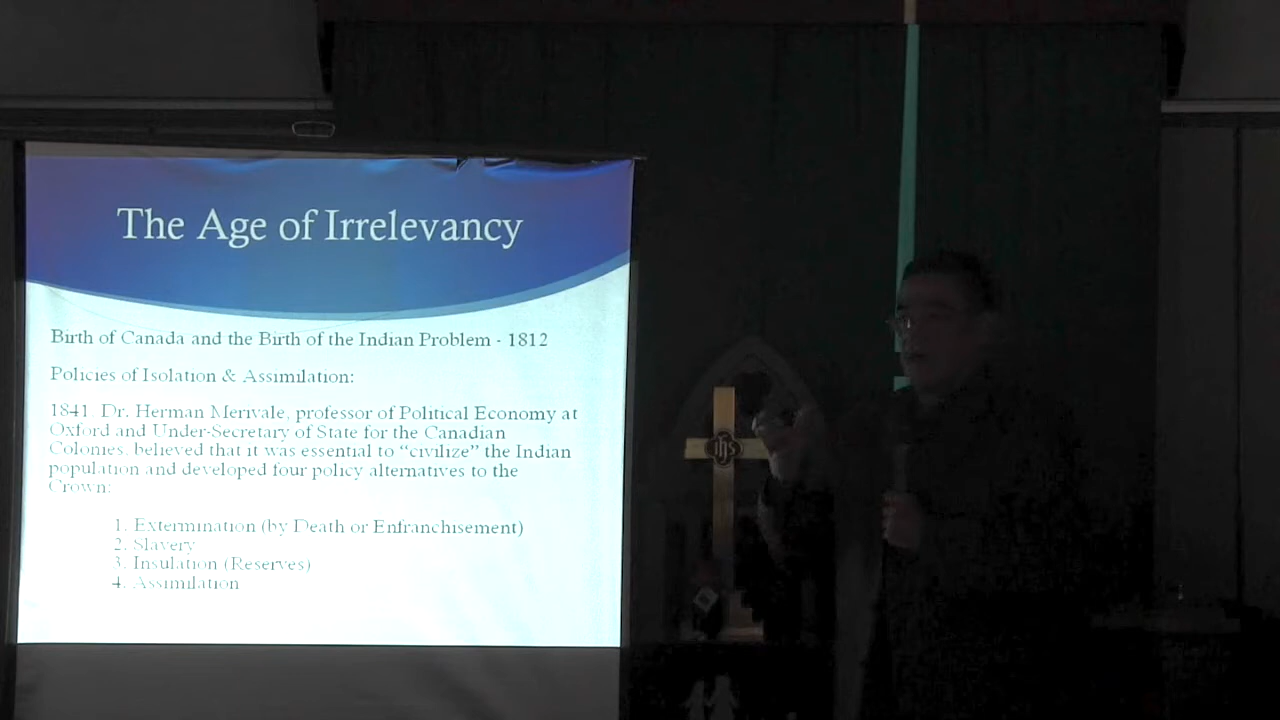 The Age of Irrelevancy
Birth of Canada and the Birth of the Indian Problem - 1812
Policies of Isolation & Assimilation:
1841, Dr. Herman Merivale, professor of Political Economy at
Oxford and Under-Secretary of State for the Canadian
Colonies, believed that it was essential to “civilize” the Indian
population and developed four policy alternatives to the
Crown:
1. Extermination (by Death or Enfranchisement)
2. Slavery
3. Insulation (Reserves)
4. Assimilation
ihs